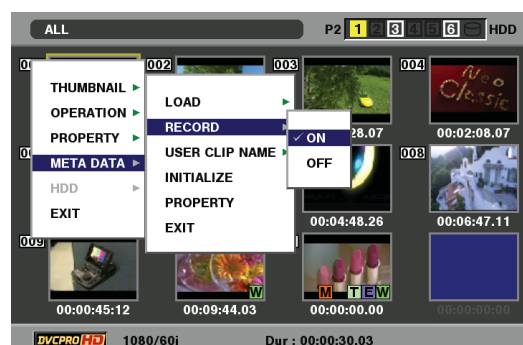 ALL P2 1 2 3 4 5 6 HDD
002 003 004
THUMBNAIL
OPERATION
PROPERTY
META DATA
HDD
EXIT
LOAD
RECORD
USER CLIP NAME
INITIALIZE
PROPERTY
EXIT
ON
OFF
Neo
Classic
28.07 00:02:08.07
008
00:04:48.26 00:06:47.11
009
W M T E W
00:00:45:12 00:09:44.03 00:00:00.00 00:00:00:00
DVCPRO HD 1080/60i Dur : 00:00:30.03